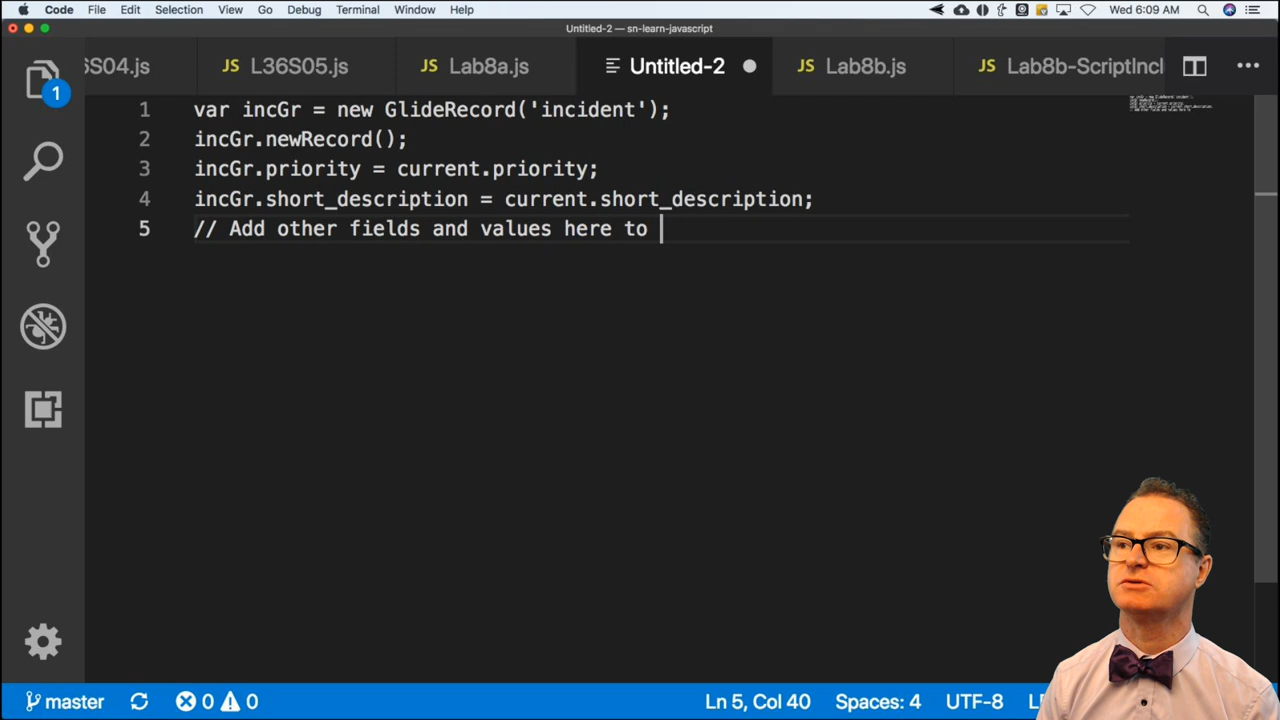 Code File Edit Selection View Go Debug Terminal Window Help Wed 6:09 AM
Untitled-2 — sn-learn-javascript
S04.js JS L36S05.js JS Lab8a.js Untitled-2 JS Lab8b.js JS Lab8b-ScriptIncl
1
1 var incGr = new GlideRecord('incident');
2 incGr.newRecord();
3 incGr.priority = current.priority;
4 incGr.short_description = current.short_description;
5 // Add other fields and values here to
master 0 0 Ln 5, Col 40 Spaces: 4 UTF-8